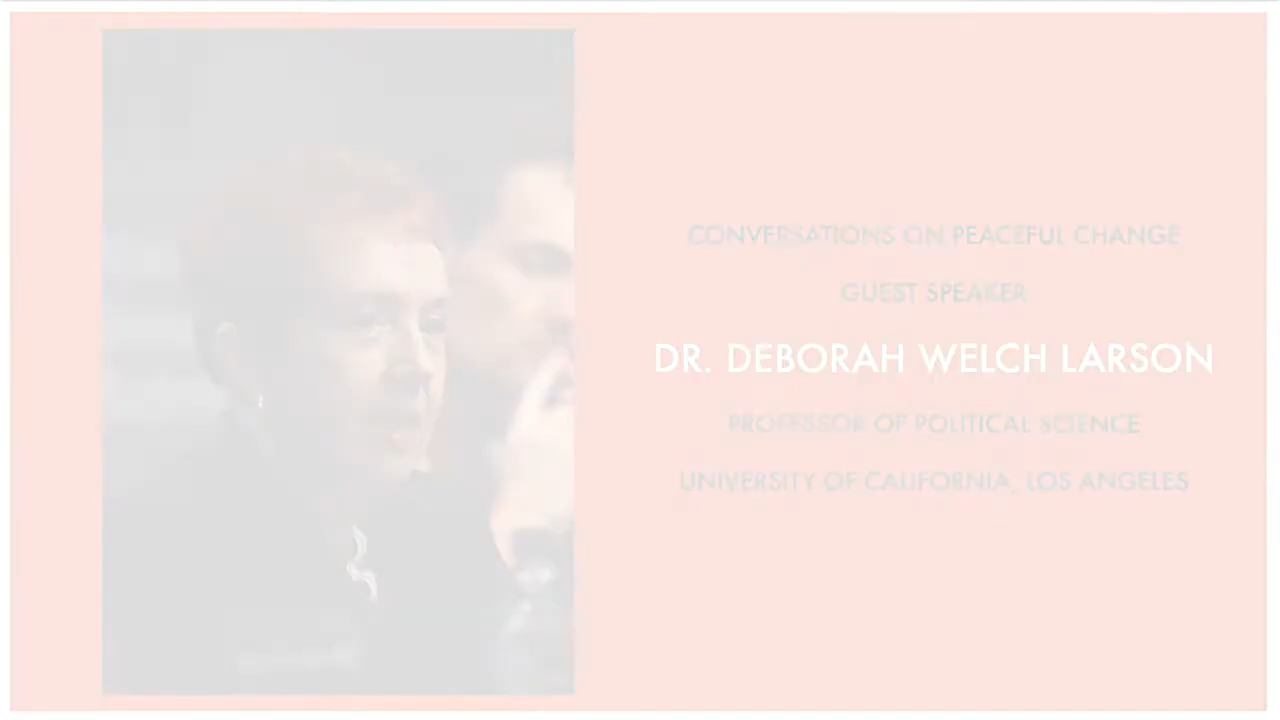 CONVERSATIONS ON PEACEFUL CHANGE
GUEST SPEAKER
DR. DEBORAH WELCH LARSON
PROFESSOR OF POLITICAL SCIENCE
UNIVERSITY OF CALIFORNIA, LOS ANGELES